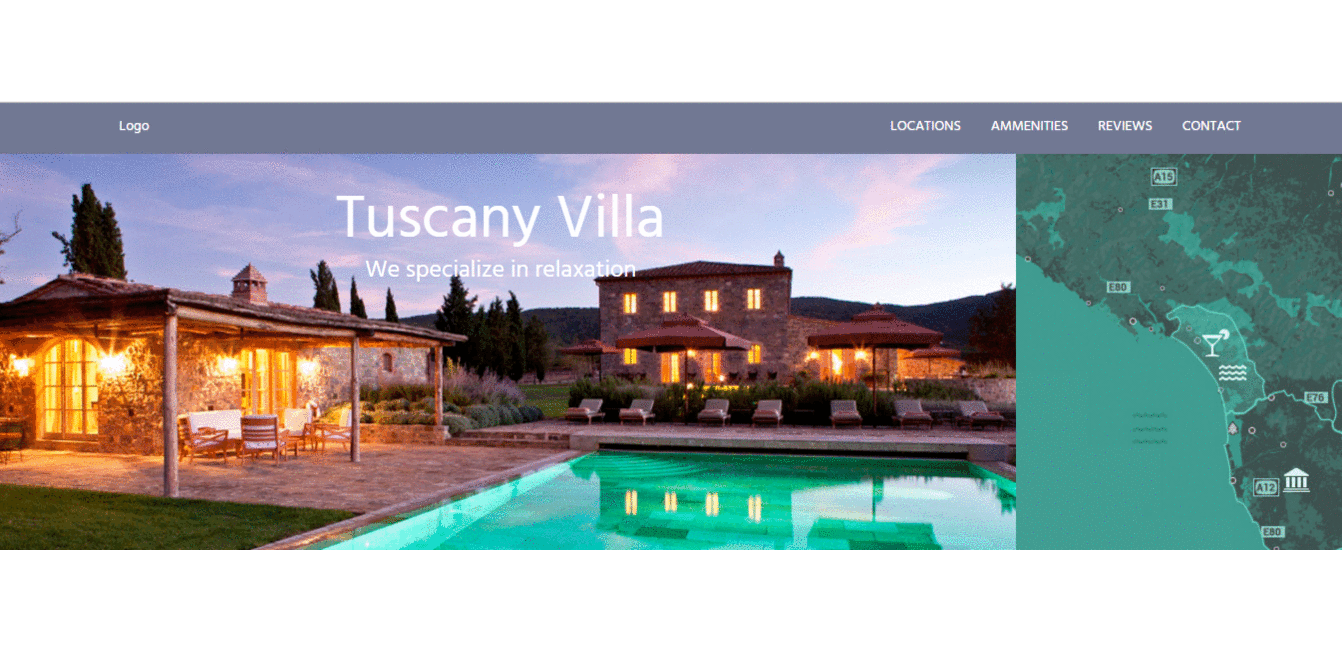 Logo
LOCATIONS AMMENITIES REVIEWS CONTACT
Tuscany Villa
We specialize in relaxation
A15
E31
E80
E76
A12
E80